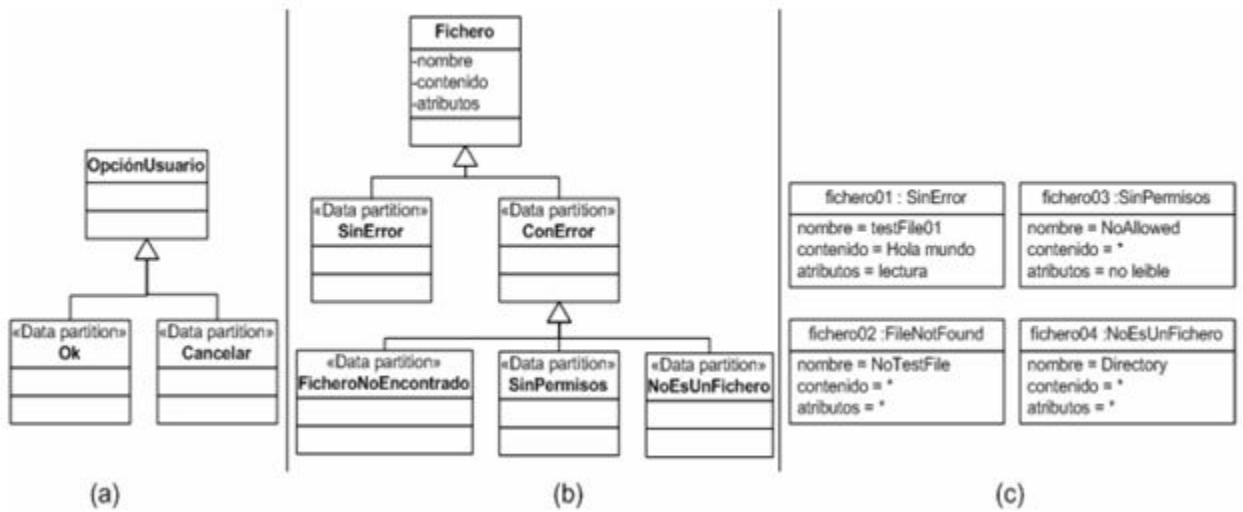 OpciónUsuario
«Data partition»
Ok
«Data partition»
Cancelar
(a)
Fichero
-nombre
-contenido
-atributos
«Data partition»
SinError
«Data partition»
ConError
«Data partition»
FicheroNoEncontrado
«Data partition»
SinPermisos
«Data partition»
NoEsUnFichero
(b)
fichero01 : SinError
nombre = testFile01
contenido = Hola mundo
atributos = lectura
fichero03 :SinPermisos
nombre = NoAllowed
contenido = *
atributos = no leible
fichero02 :FileNotFound
nombre = NoTestFile
contenido = *
atributos = *
fichero04 :NoEsUnFichero
nombre = Directory
contenido = *
atributos = *
(c)